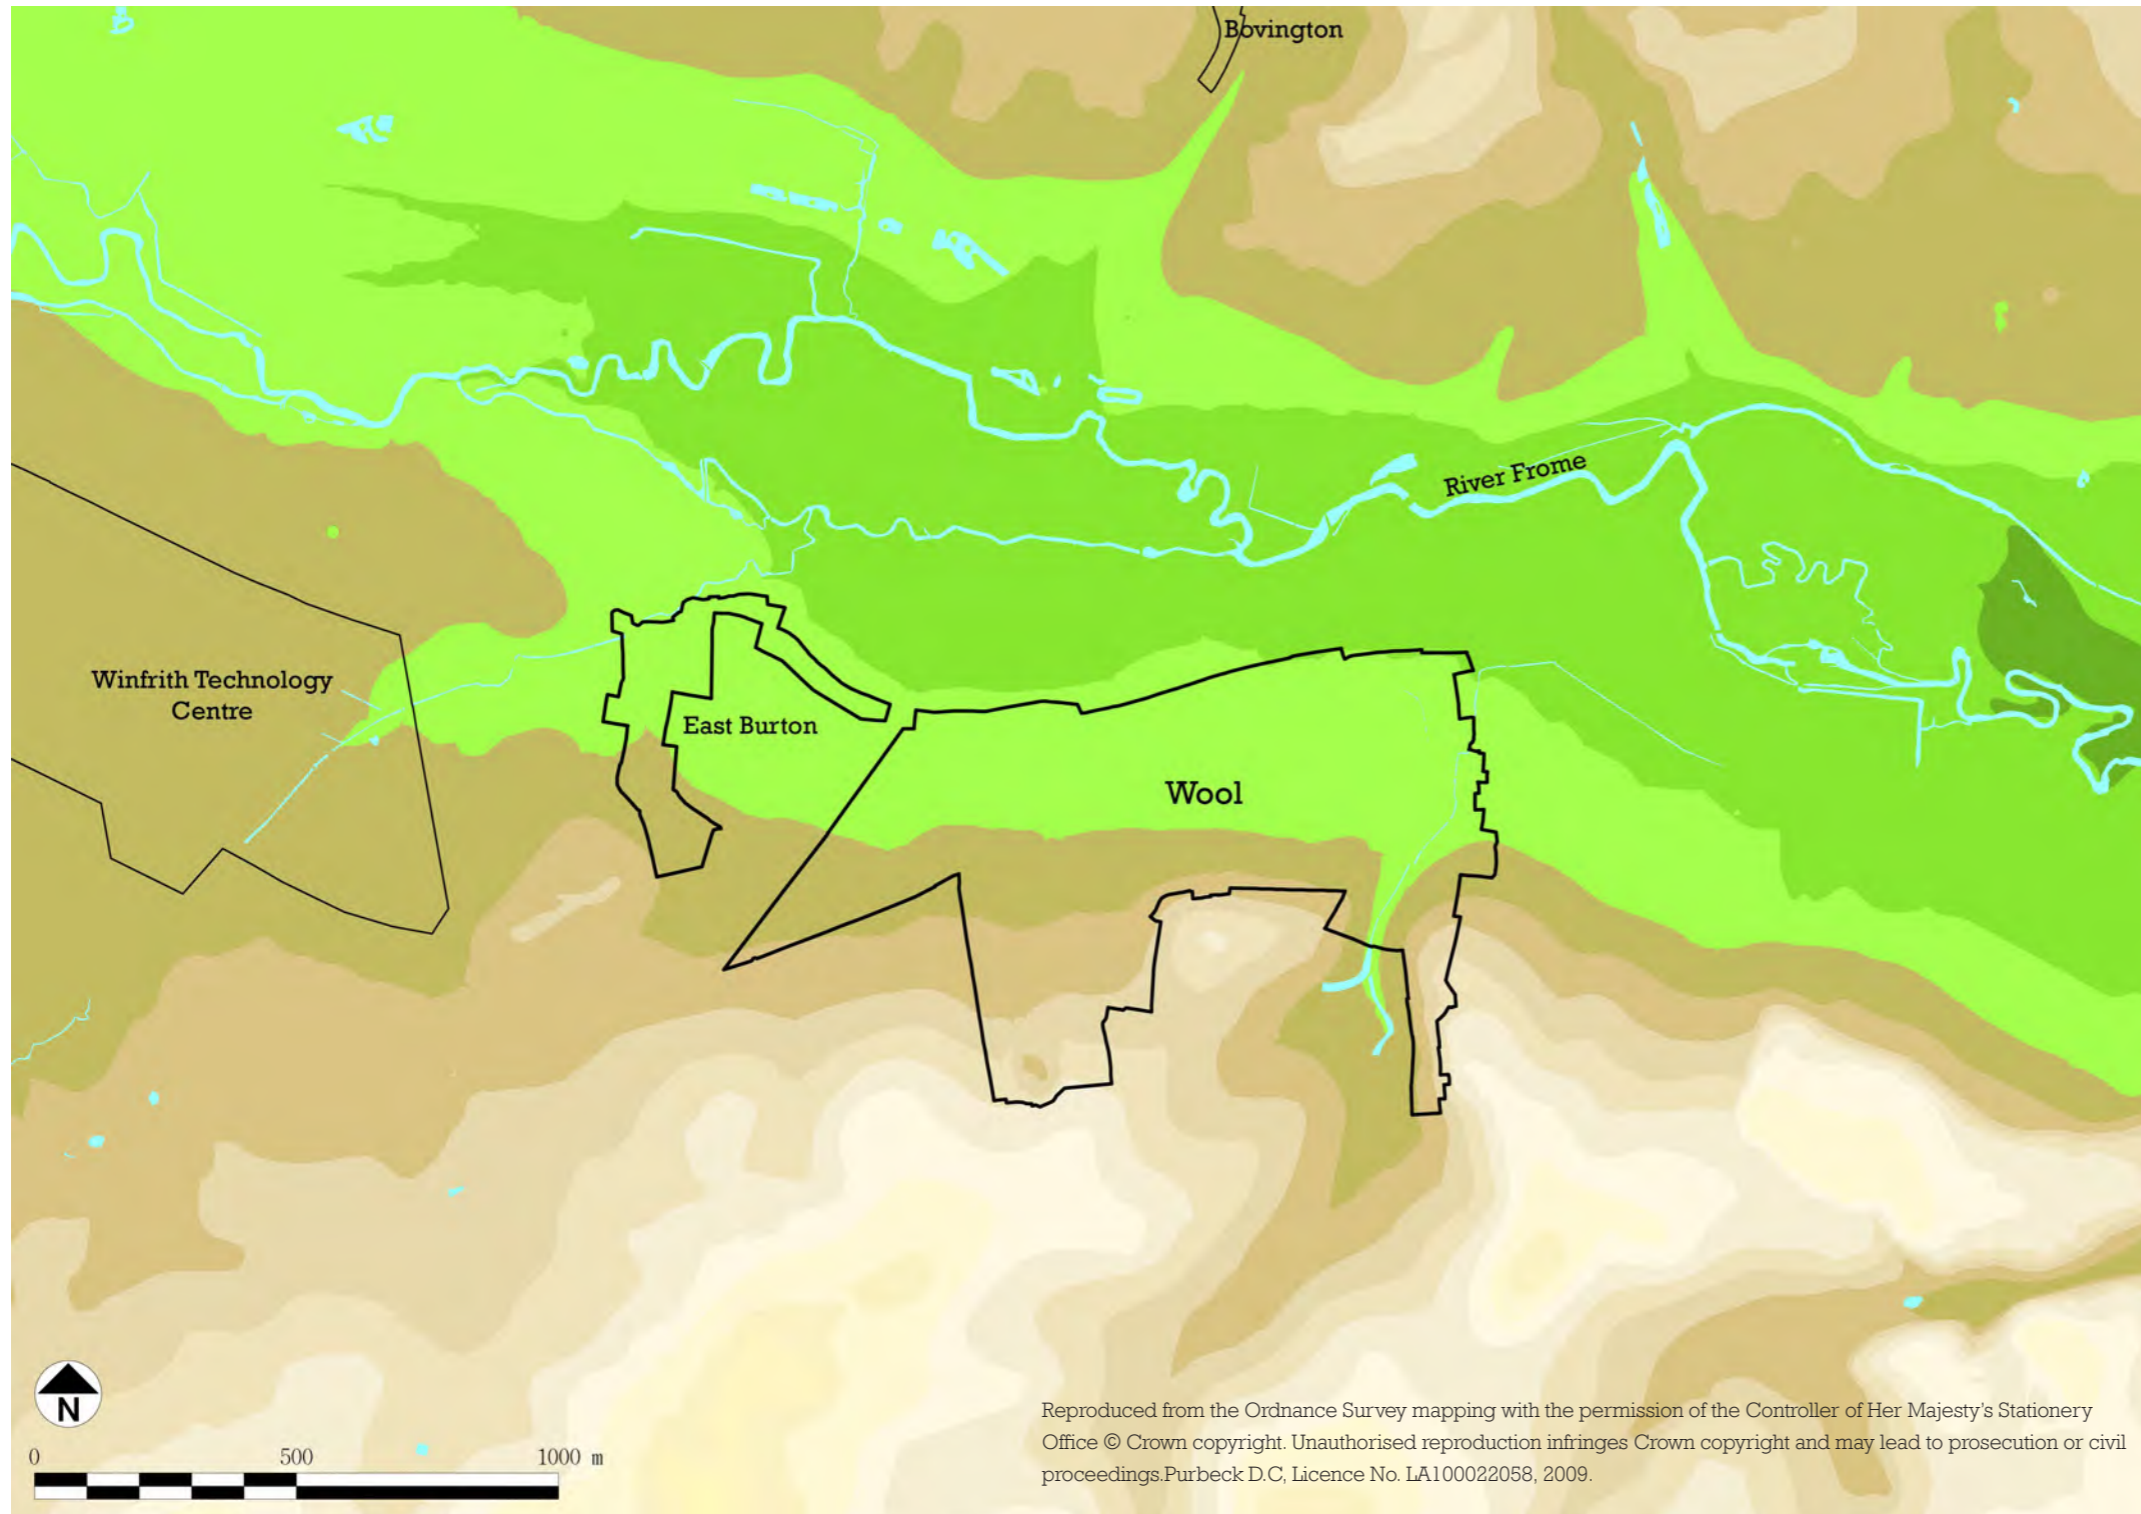 Bovington
River Frome
Winfrith Technology
Centre
East Burton
Wool
N
0 500 1000 m
Reproduced from the Ordnance Survey mapping with the permission of the Controller of Her Majesty's Stationery
Office © Crown copyright. Unauthorised reproduction infringes Crown copyright and may lead to prosecution or civil
proceedings.Purbeck D.C, Licence No. LA100022058, 2009.